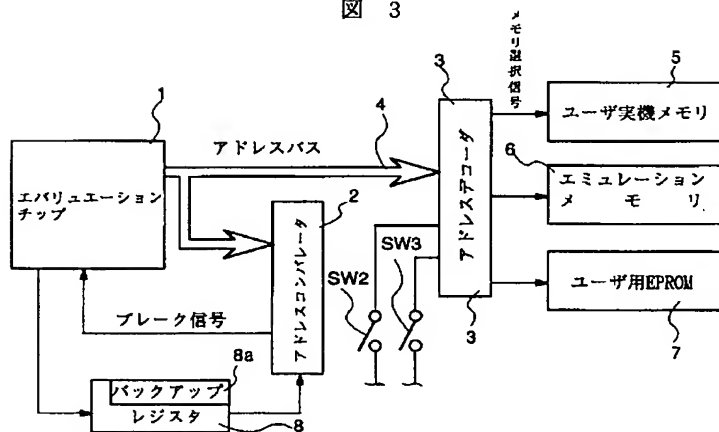 図 3
メモリ選択信号
3
5
ユーザ実機メモリ
1
アドレスバス
4
エバリュエーション
チップ
2
アドレスコンパレータ
アドレスデコーダ
6
エミュレーション
メモリ
SW2
SW3
ユーザ用EPROM
7
3
ブレーク信号
8a
バックアップ
レジスタ
8